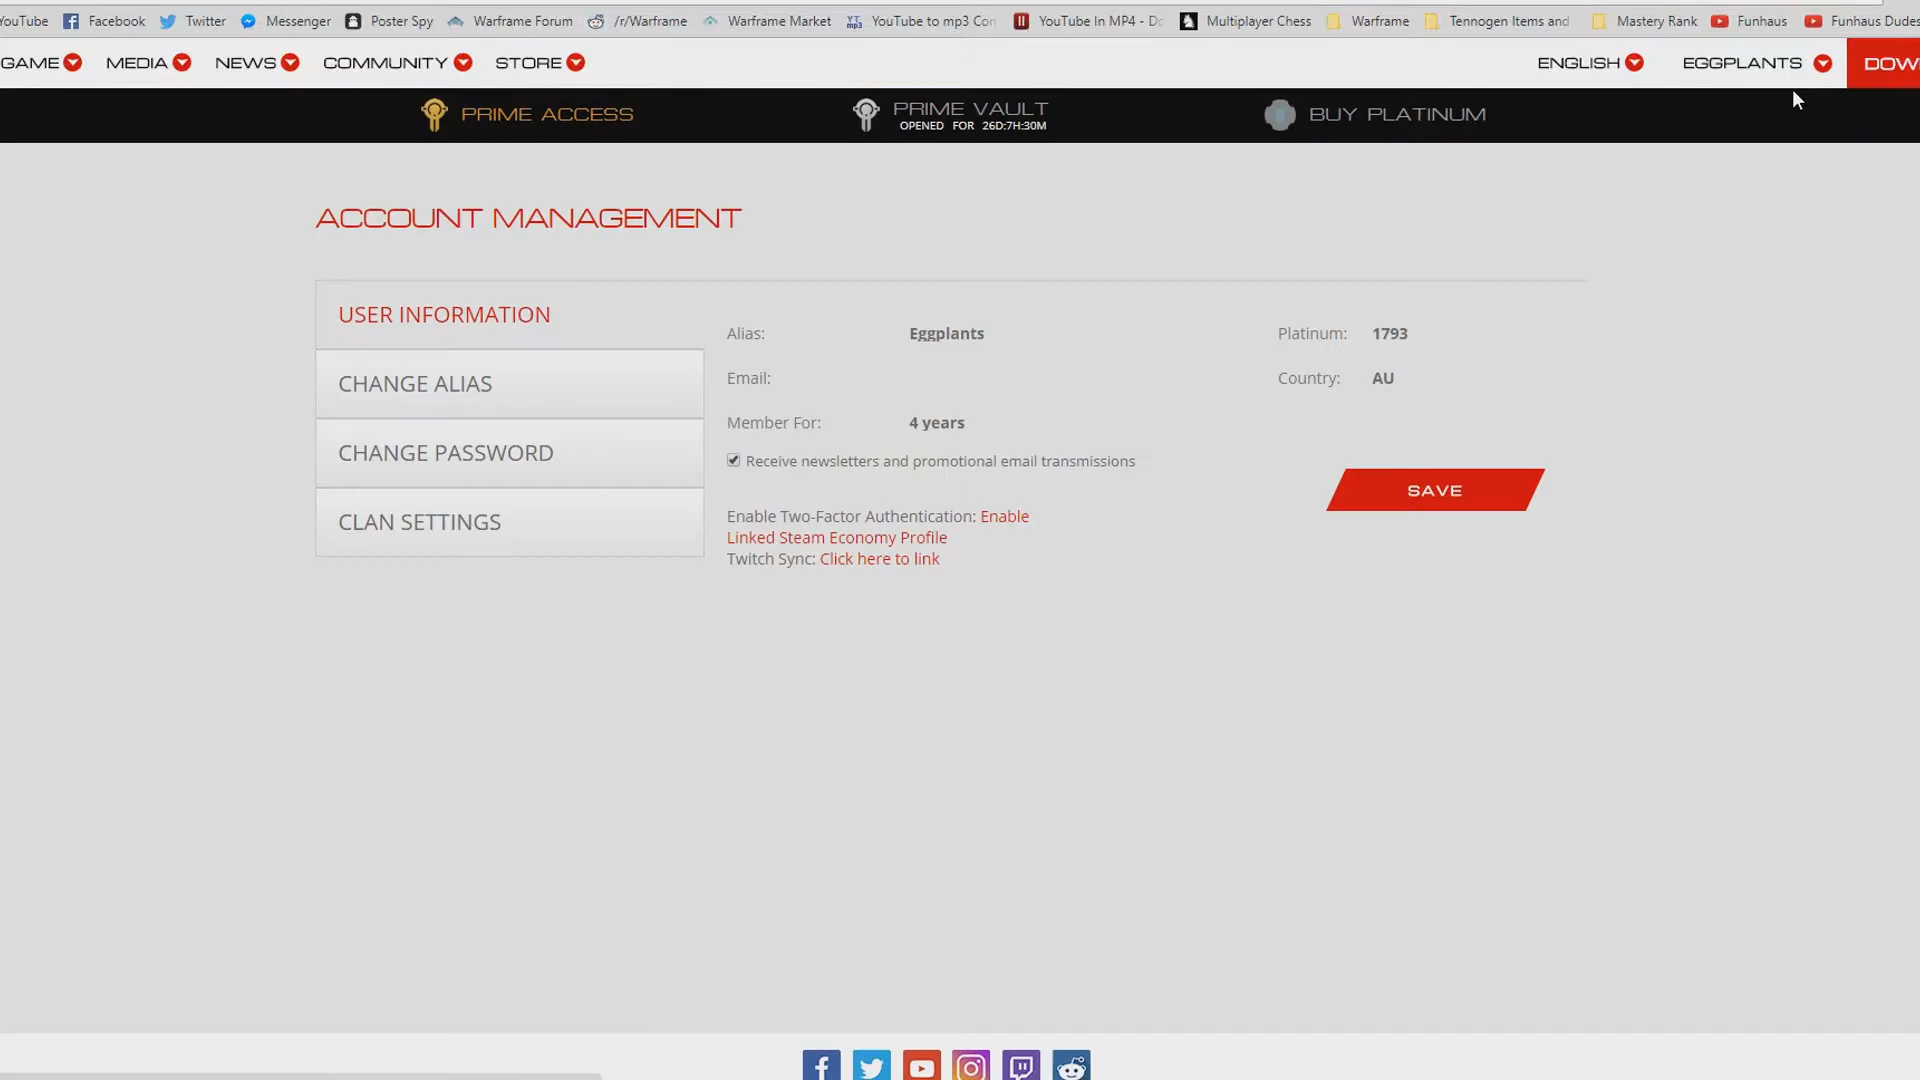 YouTube Facebook Twitter Messenger Poster Spy Warframe Forum /r/Warframe Warframe Market YouTube to mp3 Con YouTube In MP4 - Do Multiplayer Chess Warframe Tennogen Items and Mastery Rank Funhaus Funhaus Dudes
GAME MEDIA NEWS COMMUNITY STORE ENGLISH EGGPLANTS DOW
PRIME ACCESS PRIME VAULT BUY PLATINUM
OPENED FOR 26D:7H:30M
ACCOUNT MANAGEMENT
USER INFORMATION
CHANGE ALIAS
CHANGE PASSWORD
CLAN SETTINGS
Alias: Eggplants
Email:
Member For: 4 years
Receive newsletters and promotional email transmissions
Platinum: 1793
Country: AU
SAVE
Enable Two-Factor Authentication: Enable
Linked Steam Economy Profile
Twitch Sync: Click here to link